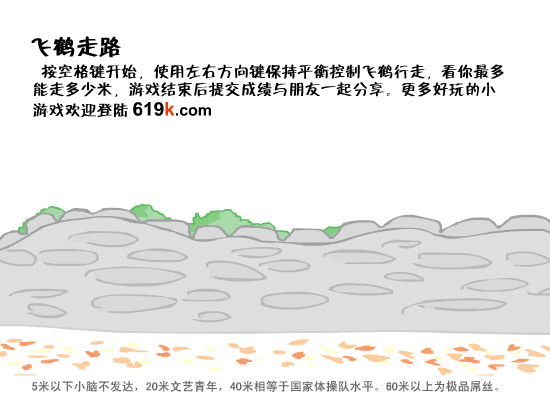 飞鹤走路
按空格键开始，使用左右方向键保持平衡控制飞鹤行走，看你最多
能走多少米，游戏结束后提交成绩与朋友一起分享。更多好玩的小
游戏欢迎登陆 619k.com
5米以下小脑不发达，20米文艺青年，40米相等于国家体操队水平。60米以上为极品屌丝。